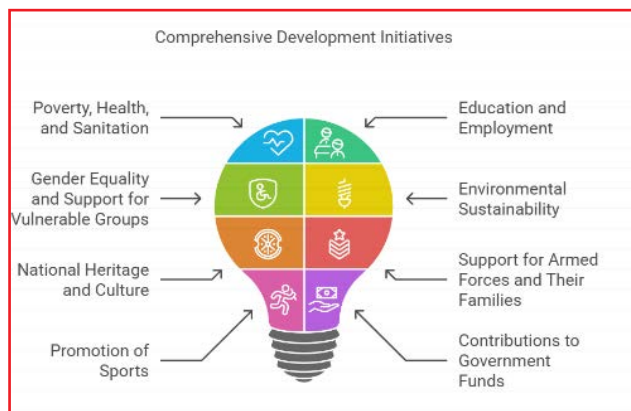 Comprehensive Development Initiatives
Poverty, Health,
and Sanitation
Education and
Employment
Gender Equality
and Support for
Vulnerable Groups
Environmental
Sustainability
National Heritage
and Culture
Support for Armed
Forces and Their
Families
Promotion of
Sports
Contributions to
Government
Funds